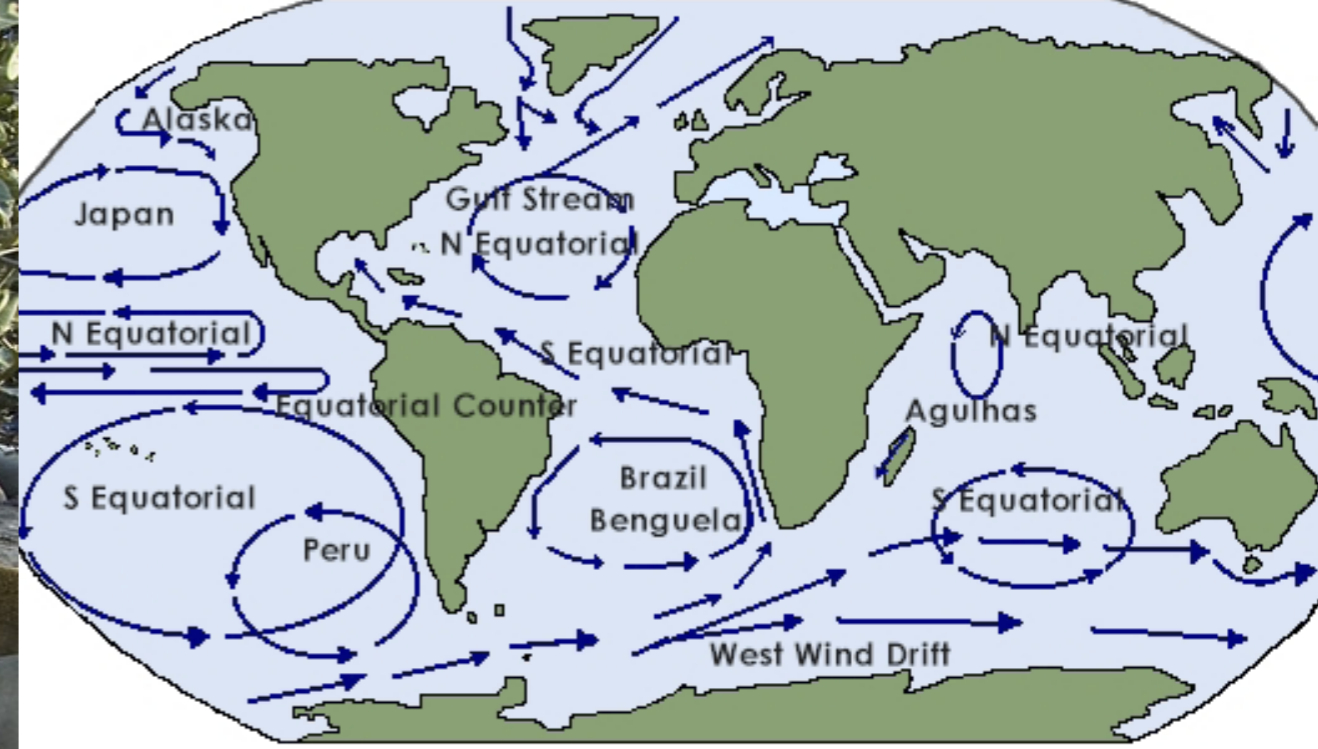 Alaska
Japan
Gulf Stream
N Equatorial
N Equatorial
S Equatorial
N Equatorial
Equatorial Counter
Agulhas
S Equatorial
Brazil
Benguela
S Equatorial
Peru
West Wind Drift